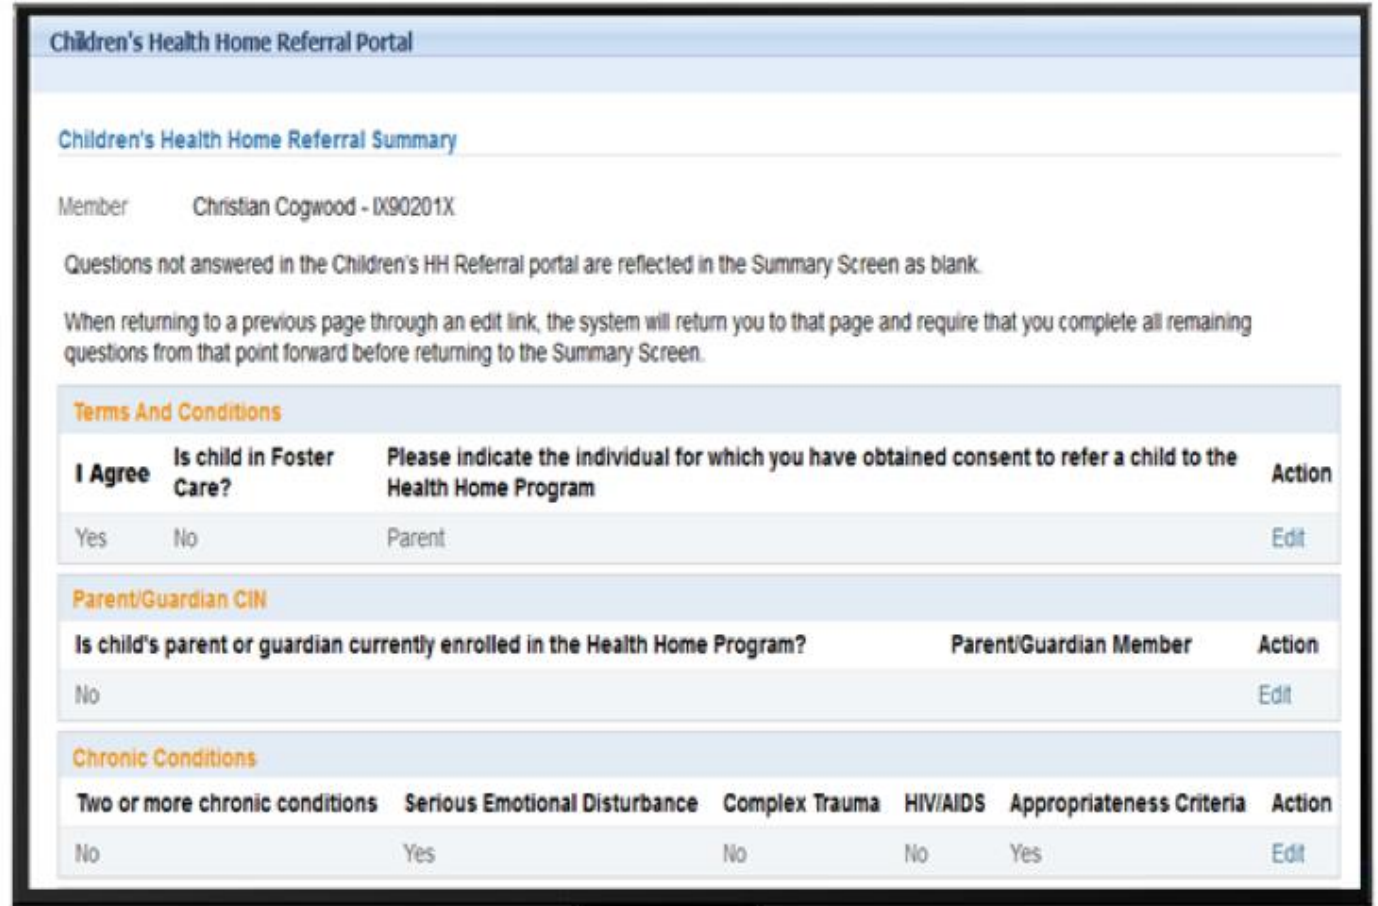 Children's Health Home Referral Portal
Children's Health Home Referral Summary
Member Christian Cogwood - IX90201X
Questions not answered in the Children's HH Referral portal are reflected in the Summary Screen as blank.
When returning to a previous page through an edit link, the system will return you to that page and require that you complete all remaining
questions from that point forward before returning to the Summary Screen.
Terms And Conditions
I Agree Is child in Foster Care? Please indicate the individual for which you have obtained consent to refer a child to the Health Home Program Action
Yes No Parent Edit
Parent/Guardian CIN
Is child's parent or guardian currently enrolled in the Health Home Program? Parent/Guardian Member Action
No Edit
Chronic Conditions
Two or more chronic conditions Serious Emotional Disturbance Complex Trauma HIV/AIDS Appropriateness Criteria Action
No Yes No No Yes Edit